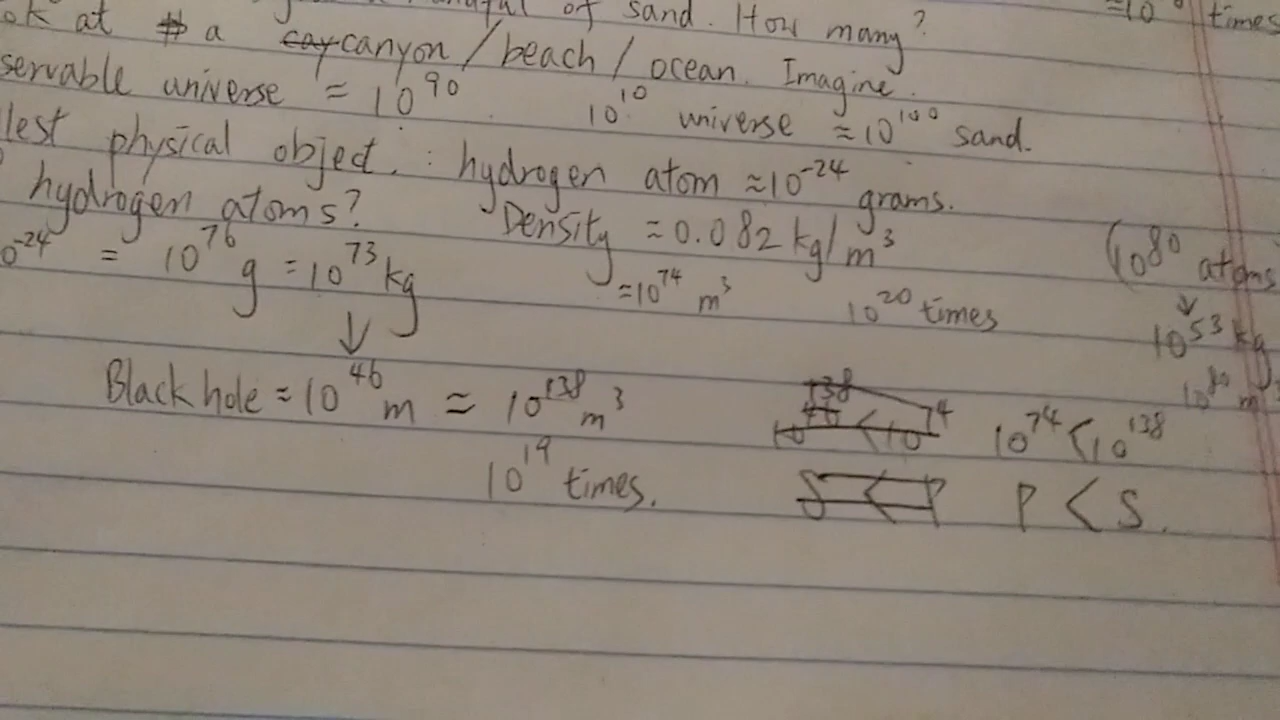 of sand. How many?
≈10 times
at a canyon/beach/ocean. Imagine.
universe = 10^90 10^10 universe ≈10^100 sand.
physical object. : hydrogen atom ≈10^-24 grams.
hydrogen atoms? Density ≈0.082 kg/m^3
(10^80 atoms
-24 = 10^76 g = 10^73 kg ≈10^74 m^3 10^20 times
↓
10^53 kg
↓
Black hole ≈ 10^46 m ≈ 10^138 m^3 10^74 < 10^138
10^19 times. P < S.